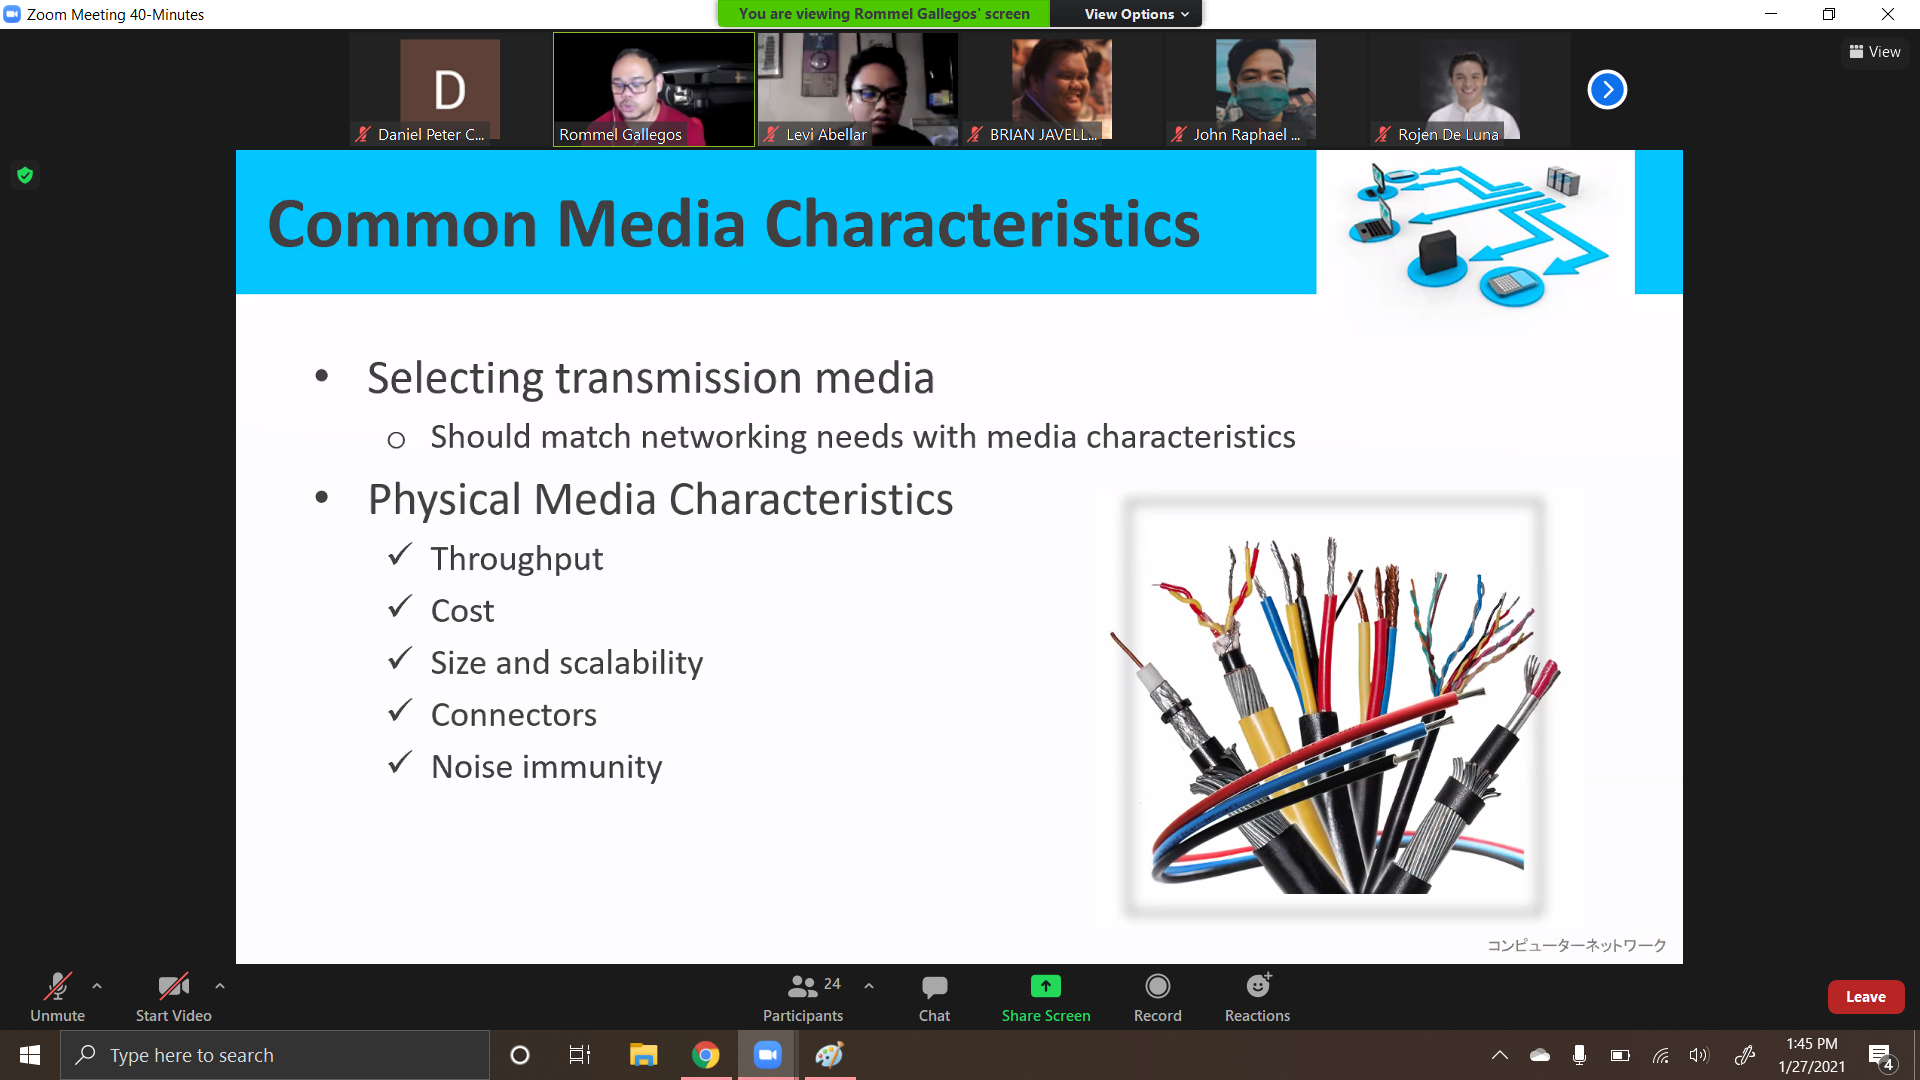 Zoom Meeting 40-Minutes
You are viewing Rommel Gallegos' screen
View Options
View
D
Daniel Peter C...
Rommel Gallegos
Levi Abellar
BRIAN JAVELL...
John Raphael ...
Rojen De Luna
Common Media Characteristics
• Selecting transmission media
o Should match networking needs with media characteristics
• Physical Media Characteristics
✓ Throughput
✓ Cost
✓ Size and scalability
✓ Connectors
✓ Noise immunity
コンピューターネットワーク
Unmute
Start Video
24
Participants
Chat
Share Screen
Record
Reactions
Leave
Type here to search
1:45 PM
1/27/2021
4